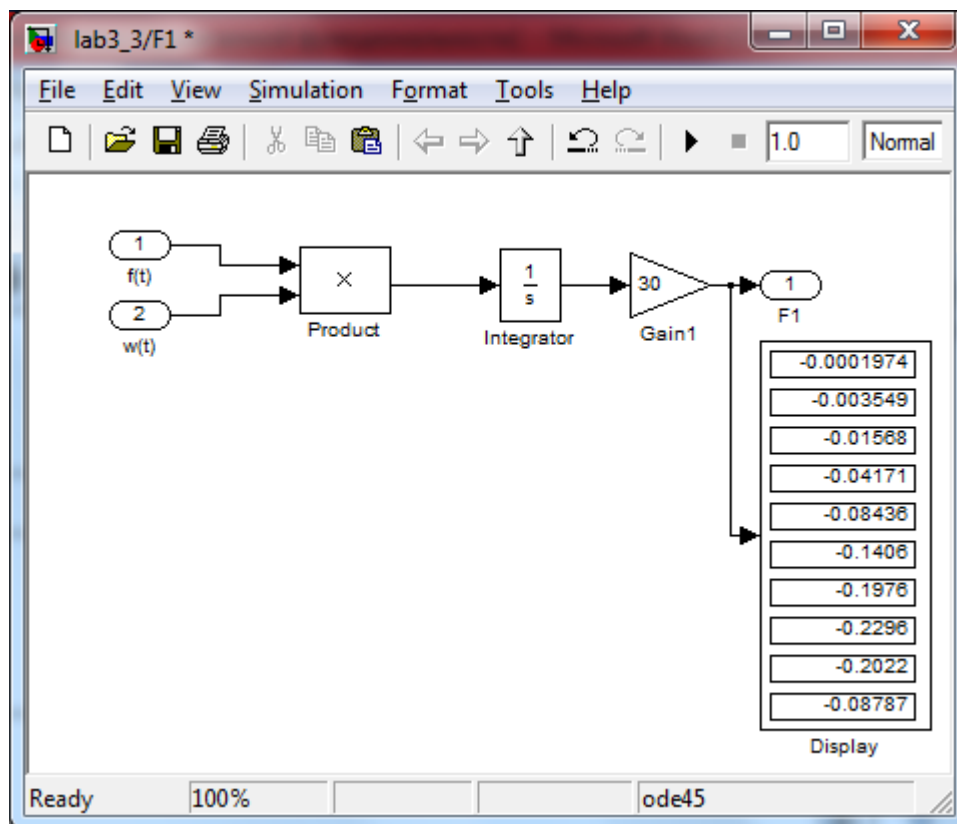 lab3_3/F1 *
File Edit View Simulation Format Tools Help
1.0 Normal
1
f(t)
2
w(t)
×
Product
1
s
Integrator
30
Gain1
1
F1
-0.0001974
-0.003549
-0.01568
-0.04171
-0.08436
-0.1406
-0.1976
-0.2296
-0.2022
-0.08787
Display
Ready 100% ode45